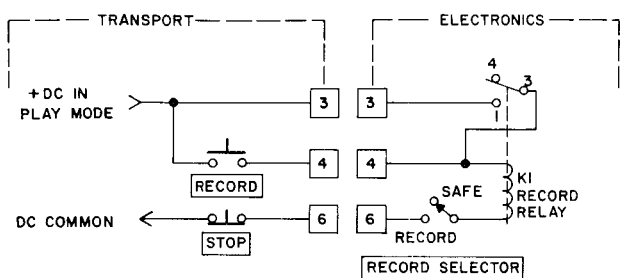 TRANSPORT
ELECTRONICS
+DC IN
PLAY MODE
3
3
4
3
1
4
4
RECORD
SAFE
K1
RECORD
RELAY
DC COMMON
6
6
STOP
RECORD
RECORD SELECTOR